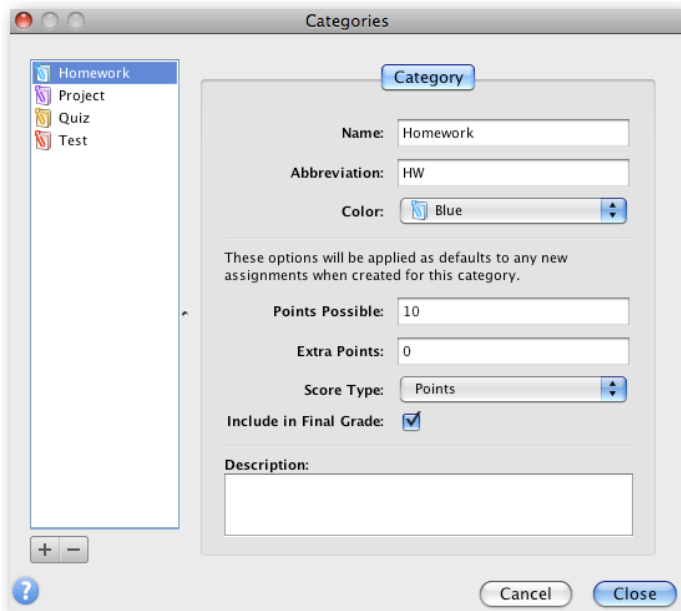 Categories
Homework
Project
Quiz
Test
Category
Name: Homework
Abbreviation: HW
Color: Blue
These options will be applied as defaults to any new
assignments when created for this category.
Points Possible: 10
Extra Points: 0
Score Type: Points
Include in Final Grade:
Description:
+ −
? Cancel Close